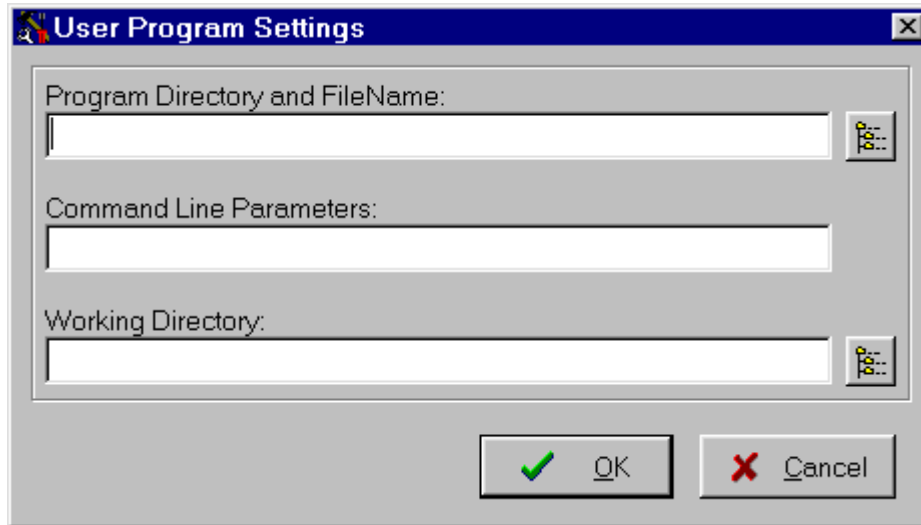 User Program Settings
Program Directory and FileName:
Command Line Parameters:
Working Directory:
OK
Cancel